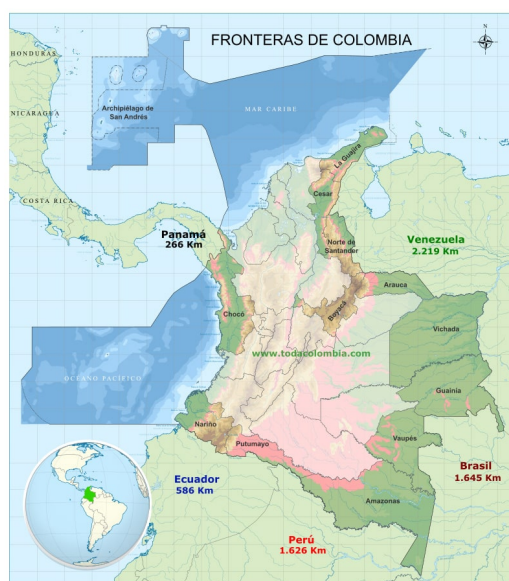 FRONTERAS DE COLOMBIA
N
HONDURAS
NICARAGUA
COSTA RICA
Archipiélago de
San Andrés
MAR CARIBE
La Guajira
Cesar
Norte de
Santander
Panamá
266 Km
Venezuela
2.219 Km
Arauca
Boyacá
Chocó
Vichada
www.todacolombia.com
OCÉANO PACÍFICO
Guainía
Nariño
Putumayo
Vaupés
Ecuador
586 Km
Brasil
1.645 Km
Amazonas
Perú
1.626 Km